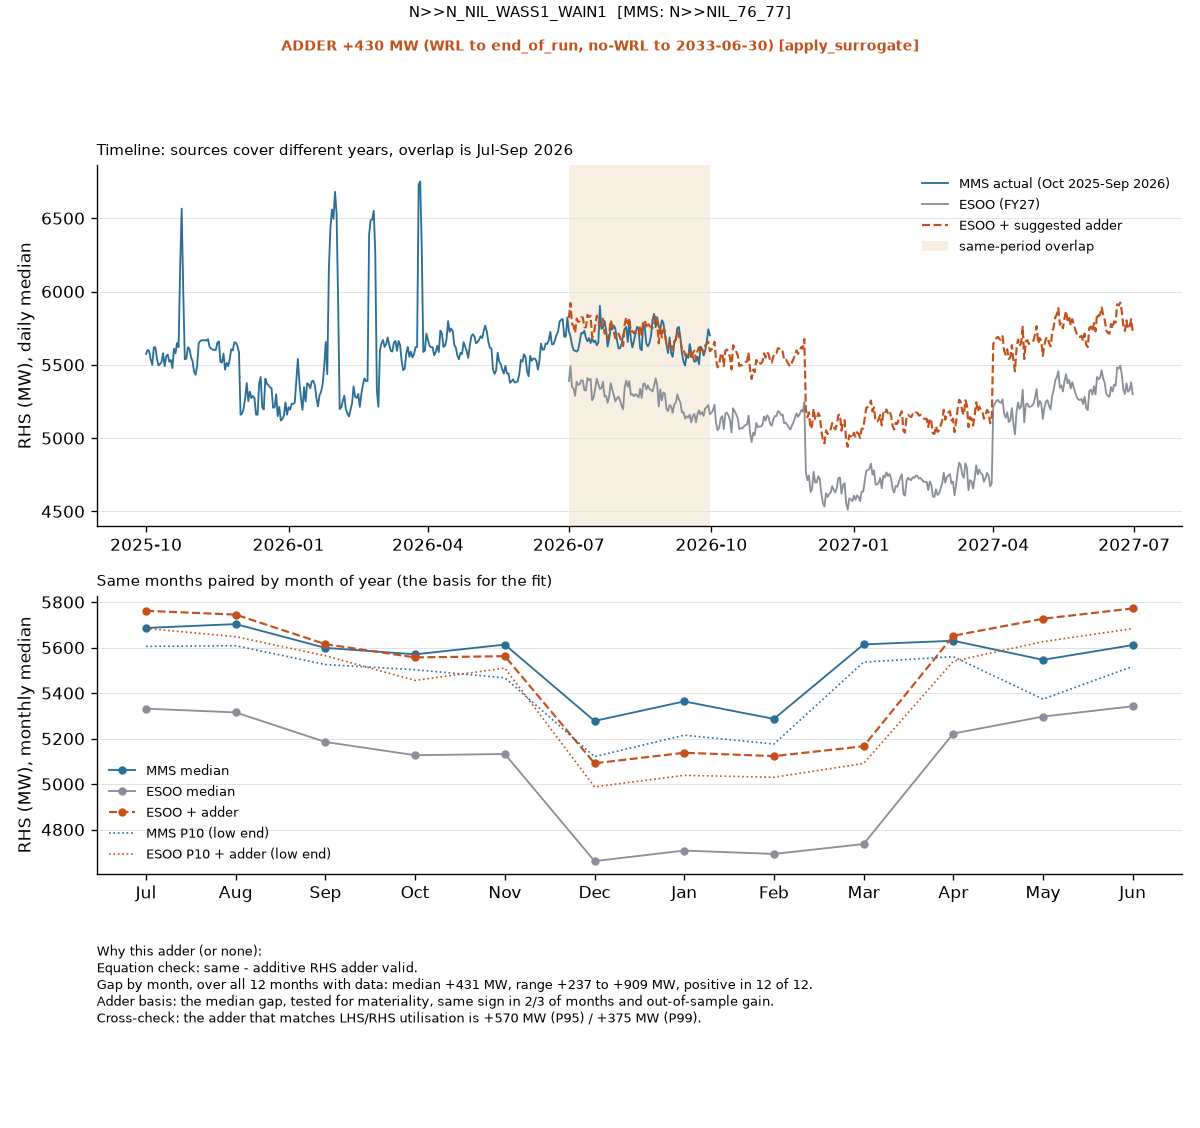 N>>N_NIL_WASS1_WAIN1  [MMS: N>>NIL_76_77]
ADDER +430 MW (WRL to end_of_run, no-WRL to 2033-06-30) [apply_surrogate]
Timeline: sources cover different years, overlap is Jul-Sep 2026
RHS (MW), daily median
6500
6000
5500
5000
4500
MMS actual (Oct 2025-Sep 2026)
ESOO (FY27)
ESOO + suggested adder
same-period overlap
2025-10
2026-01
2026-04
2026-07
2026-10
2027-01
2027-04
2027-07
Same months paired by month of year (the basis for the fit)
RHS (MW), monthly median
5800
5600
5400
5200
5000
4800
MMS median
ESOO median
ESOO + adder
MMS P10 (low end)
ESOO P10 + adder (low end)
Jul
Aug
Sep
Oct
Nov
Dec
Jan
Feb
Mar
Apr
May
Jun
Why this adder (or none):
Equation check: same - additive RHS adder valid.
Gap by month, over all 12 months with data: median +431 MW, range +237 to +909 MW, positive in 12 of 12.
Adder basis: the median gap, tested for materiality, same sign in 2/3 of months and out-of-sample gain.
Cross-check: the adder that matches LHS/RHS utilisation is +570 MW (P95) / +375 MW (P99).